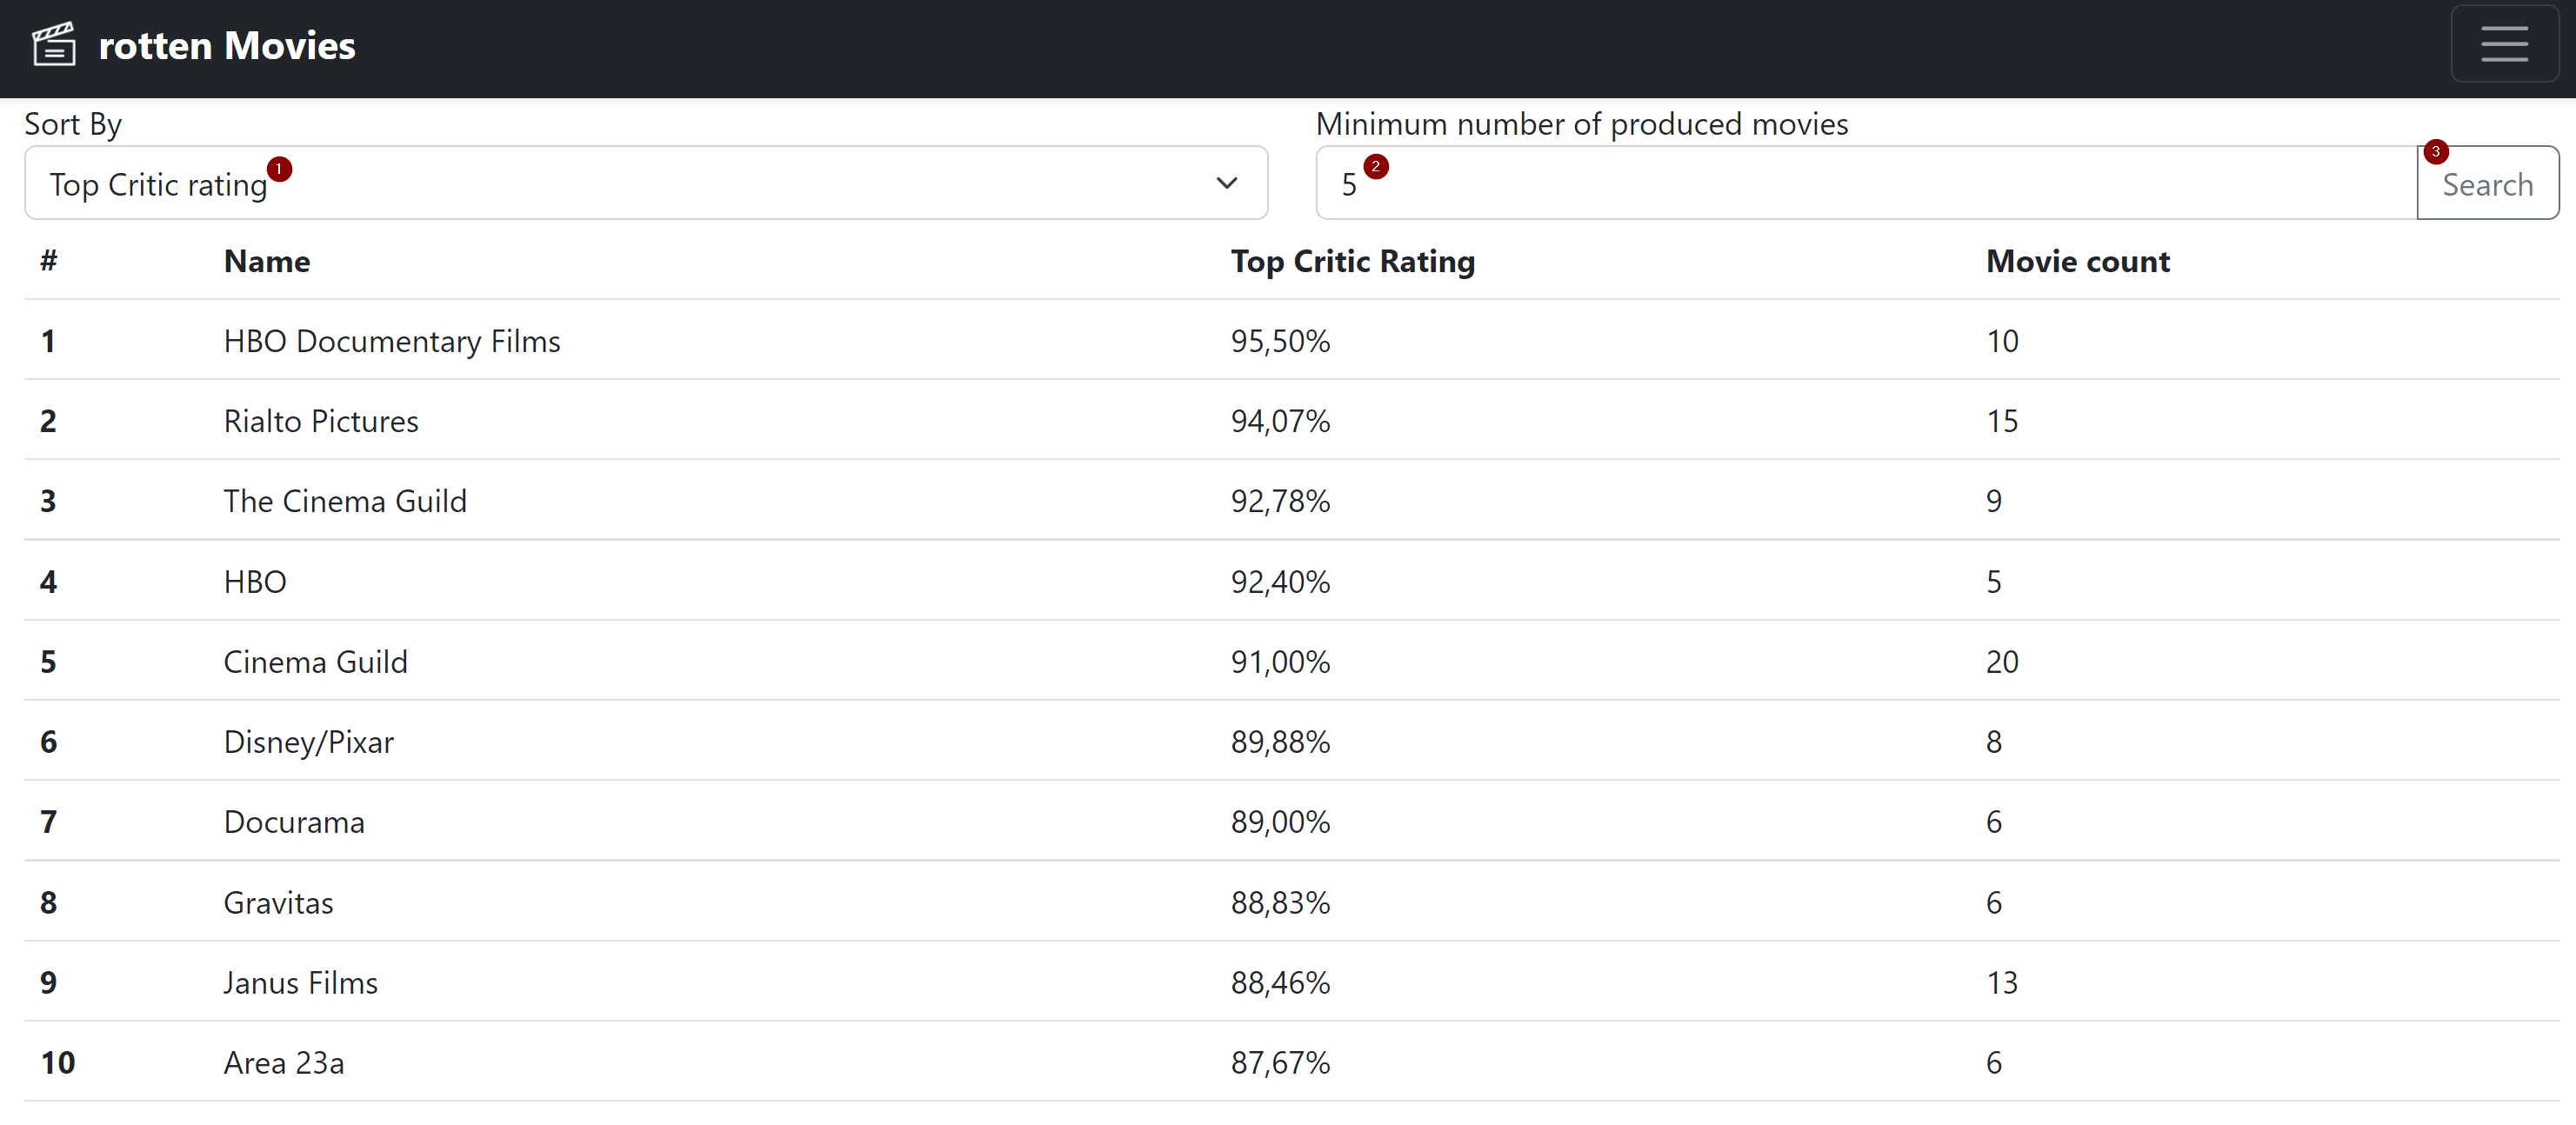 rotten Movies
Sort By
Minimum number of produced movies
Top Critic rating 1
5 2
3
Search
# Name Top Critic Rating Movie count
1 HBO Documentary Films 95,50% 10
2 Rialto Pictures 94,07% 15
3 The Cinema Guild 92,78% 9
4 HBO 92,40% 5
5 Cinema Guild 91,00% 20
6 Disney/Pixar 89,88% 8
7 Docurama 89,00% 6
8 Gravitas 88,83% 6
9 Janus Films 88,46% 13
10 Area 23a 87,67% 6